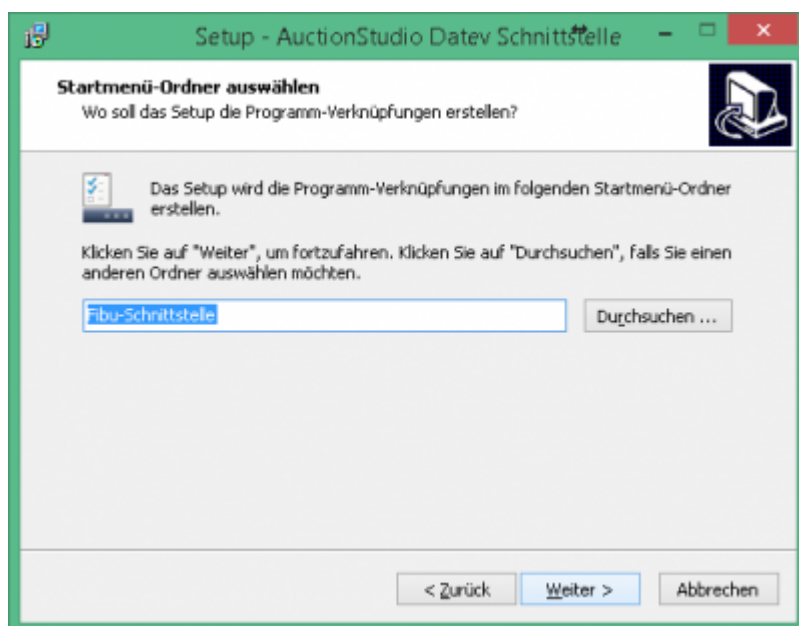 Setup - AuctionStudio Datev Schnittstelle
Startmenü-Ordner auswählen
Wo soll das Setup die Programm-Verknüpfungen erstellen?
Das Setup wird die Programm-Verknüpfungen im folgenden Startmenü-Ordner
erstellen.
Klicken Sie auf "Weiter", um fortzufahren. Klicken Sie auf "Durchsuchen", falls Sie einen
anderen Ordner auswählen möchten.
Fibu-Schnittstelle
Durchsuchen ...
< Zurück
Weiter >
Abbrechen